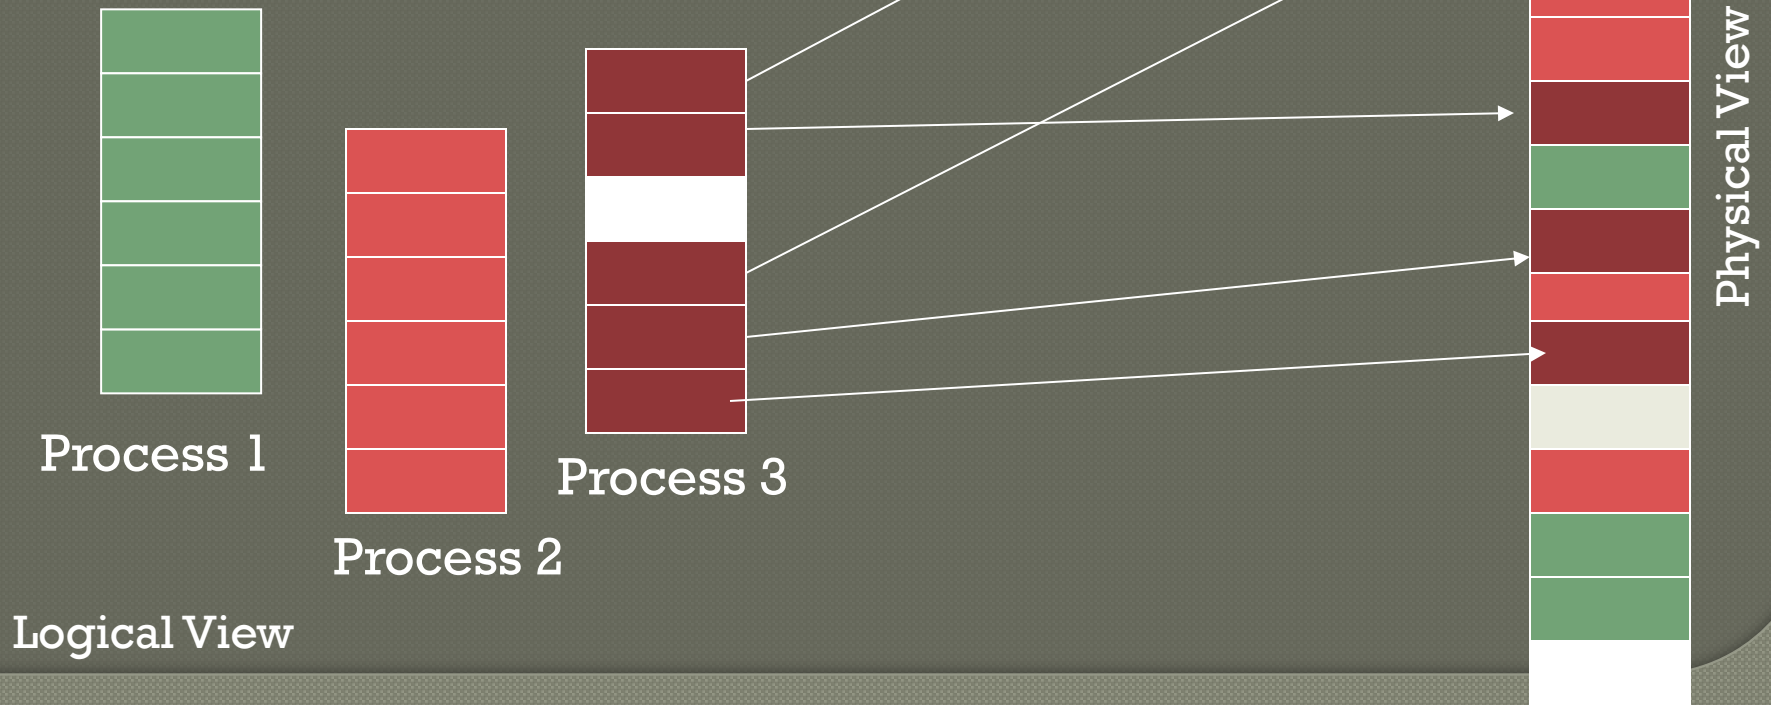 Process 1
Process 2
Process 3
Logical View
Physical View